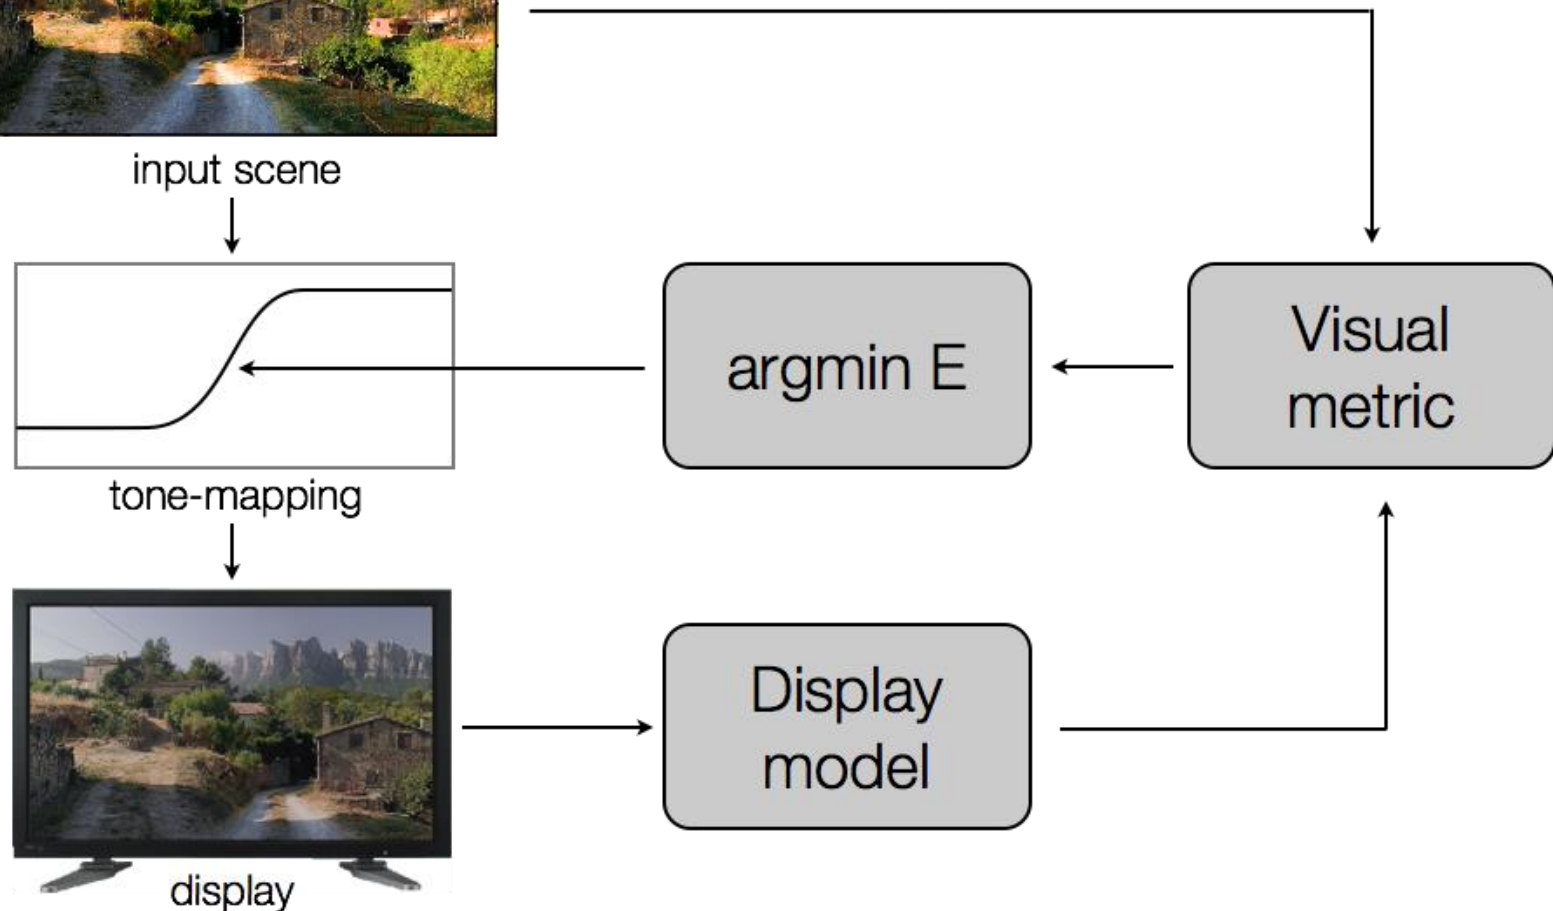 input scene
argmin E
Visual
metric
tone-mapping
Display
model
display